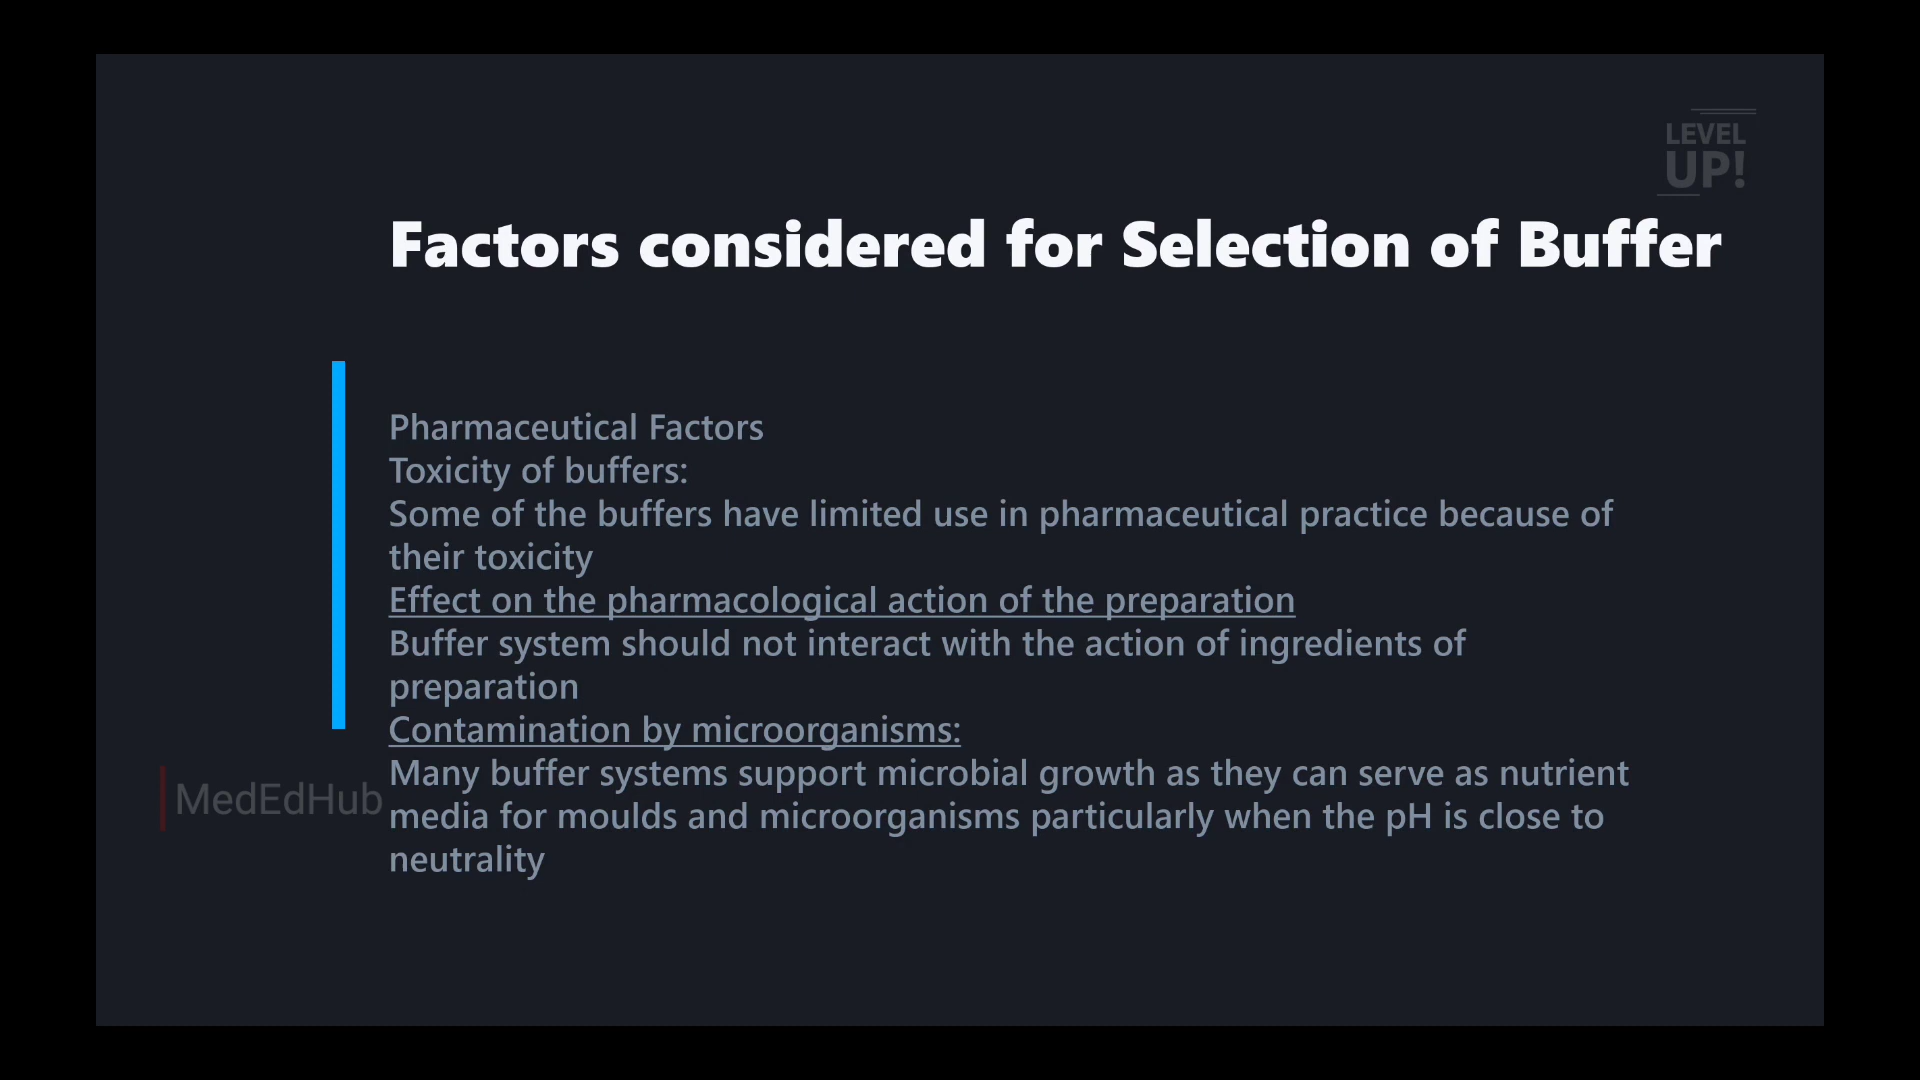 LEVEL
UP!
Factors considered for Selection of Buffer
Pharmaceutical Factors
Toxicity of buffers:
Some of the buffers have limited use in pharmaceutical practice because of
their toxicity
Effect on the pharmacological action of the preparation
Buffer system should not interact with the action of ingredients of
preparation
Contamination by microorganisms:
Many buffer systems support microbial growth as they can serve as nutrient
media for moulds and microorganisms particularly when the pH is close to
neutrality
MedEdHub